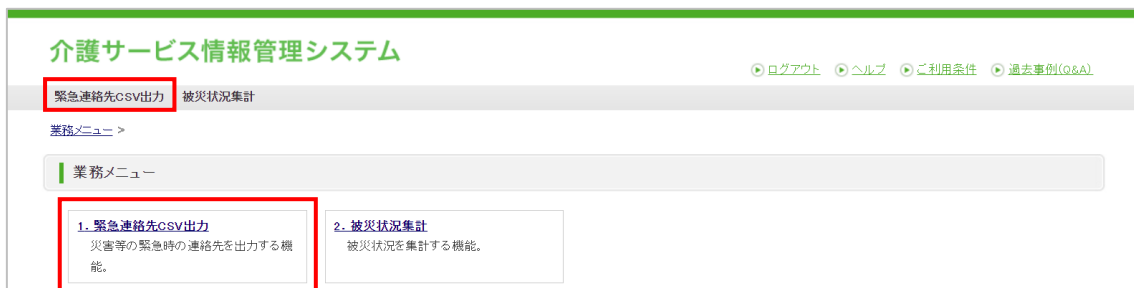 介護サービス情報管理システム
ログアウト ヘルプ ご利用条件 過去事例(Q&A)
緊急連絡先CSV出力 被災状況集計
業務メニュー >
業務メニュー
1. 緊急連絡先CSV出力
災害等の緊急時の連絡先を出力する機
能。
2. 被災状況集計
被災状況を集計する機能。